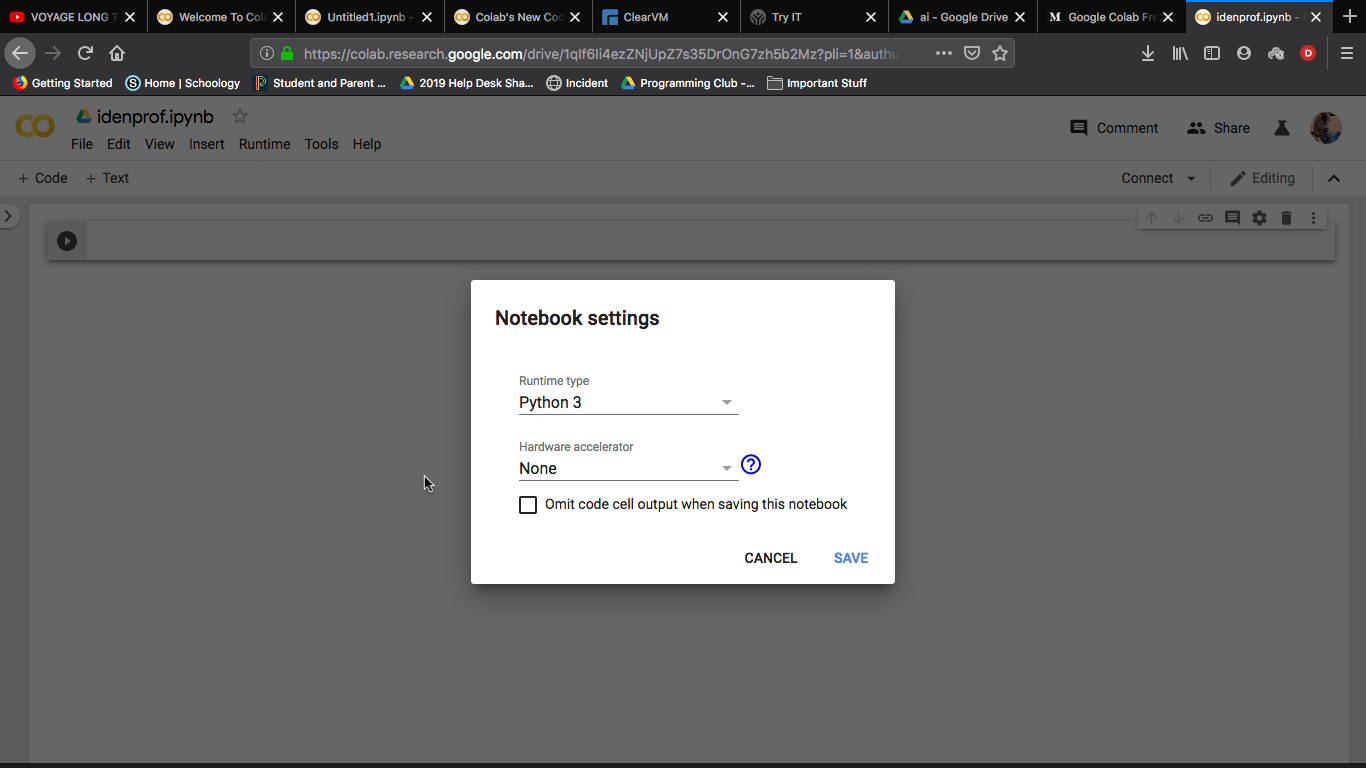 VOYAGE LONG T
Welcome To Cola
Untitled1.ipynb -
Colab's New Co
ClearVM
Try IT
ai - Google Drive
M Google Colab Fre
idenprof.ipynb -
https://colab.research.google.com/drive/1qIf6Ii4ezZNjUpZ7s35DrOnG7zh5b2Mz?pli=1&authu
D
Getting Started
S Home | Schoology
Student and Parent ...
2019 Help Desk Sha...
Incident
Programming Club -...
Important Stuff
idenprof.ipynb
Comment
Share
File Edit View Insert Runtime Tools Help
+ Code + Text
Connect
Editing
Notebook settings
Runtime type
Python 3
Hardware accelerator
None
?
Omit code cell output when saving this notebook
CANCEL SAVE